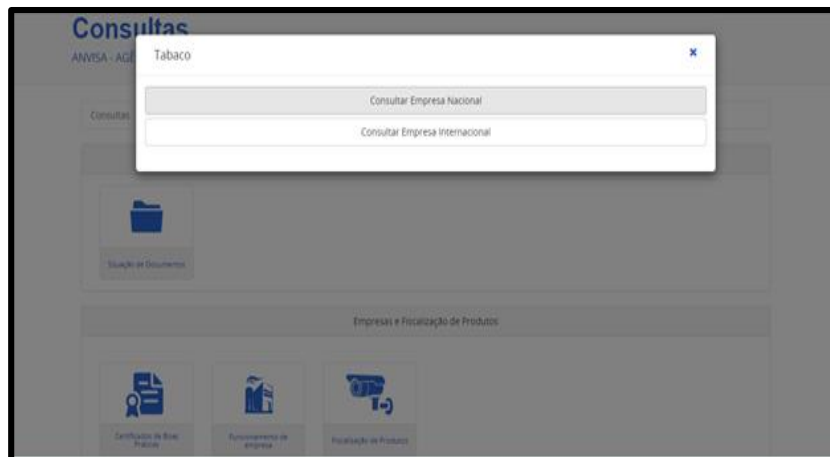 Consultas
ANVISA - AGÊ
Tabaco
Consultar Empresa Nacional
Consultar Empresa Internacional
Consultas
Situação de Documentos
Empresas e Fiscalização de Produtos
Certificados de Boas
Práticas
Funcionamento de
empresa
Fiscalização de Produtos